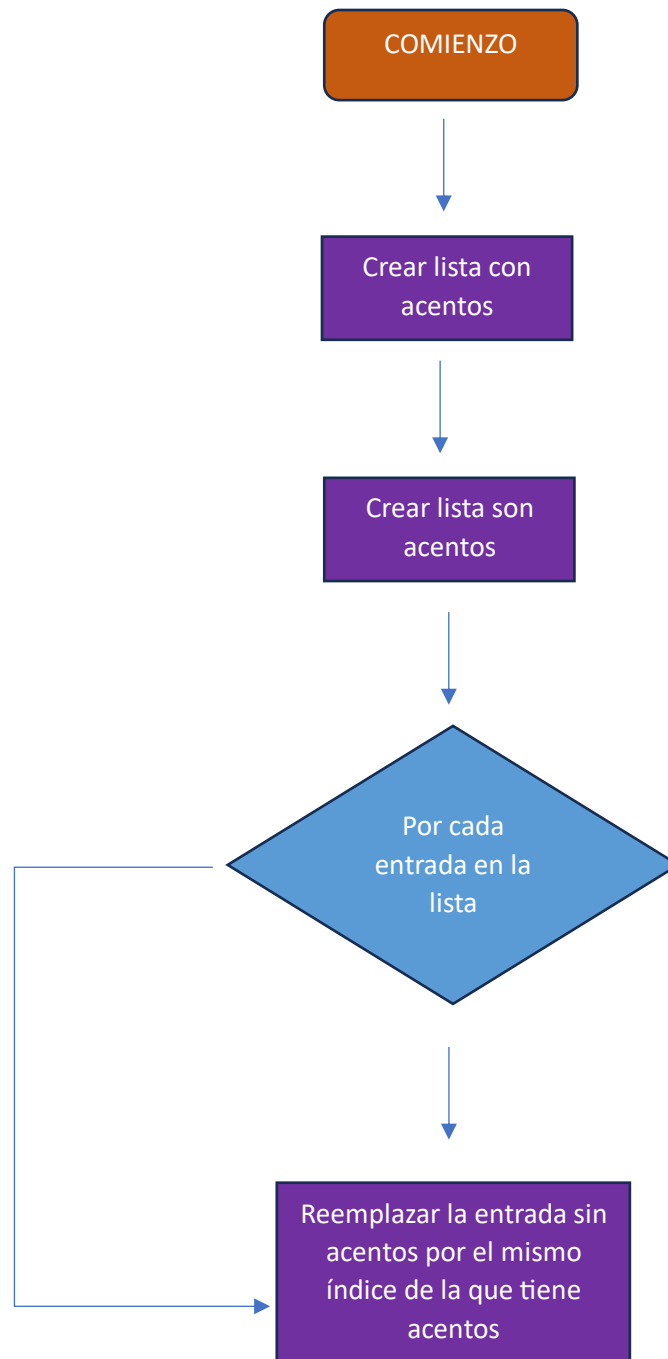 COMIENZO
Crear lista con
acentos
Crear lista son
acentos
Por cada
entrada en la
lista
Reemplazar la entrada sin
acentos por el mismo
índice de la que tiene
acentos